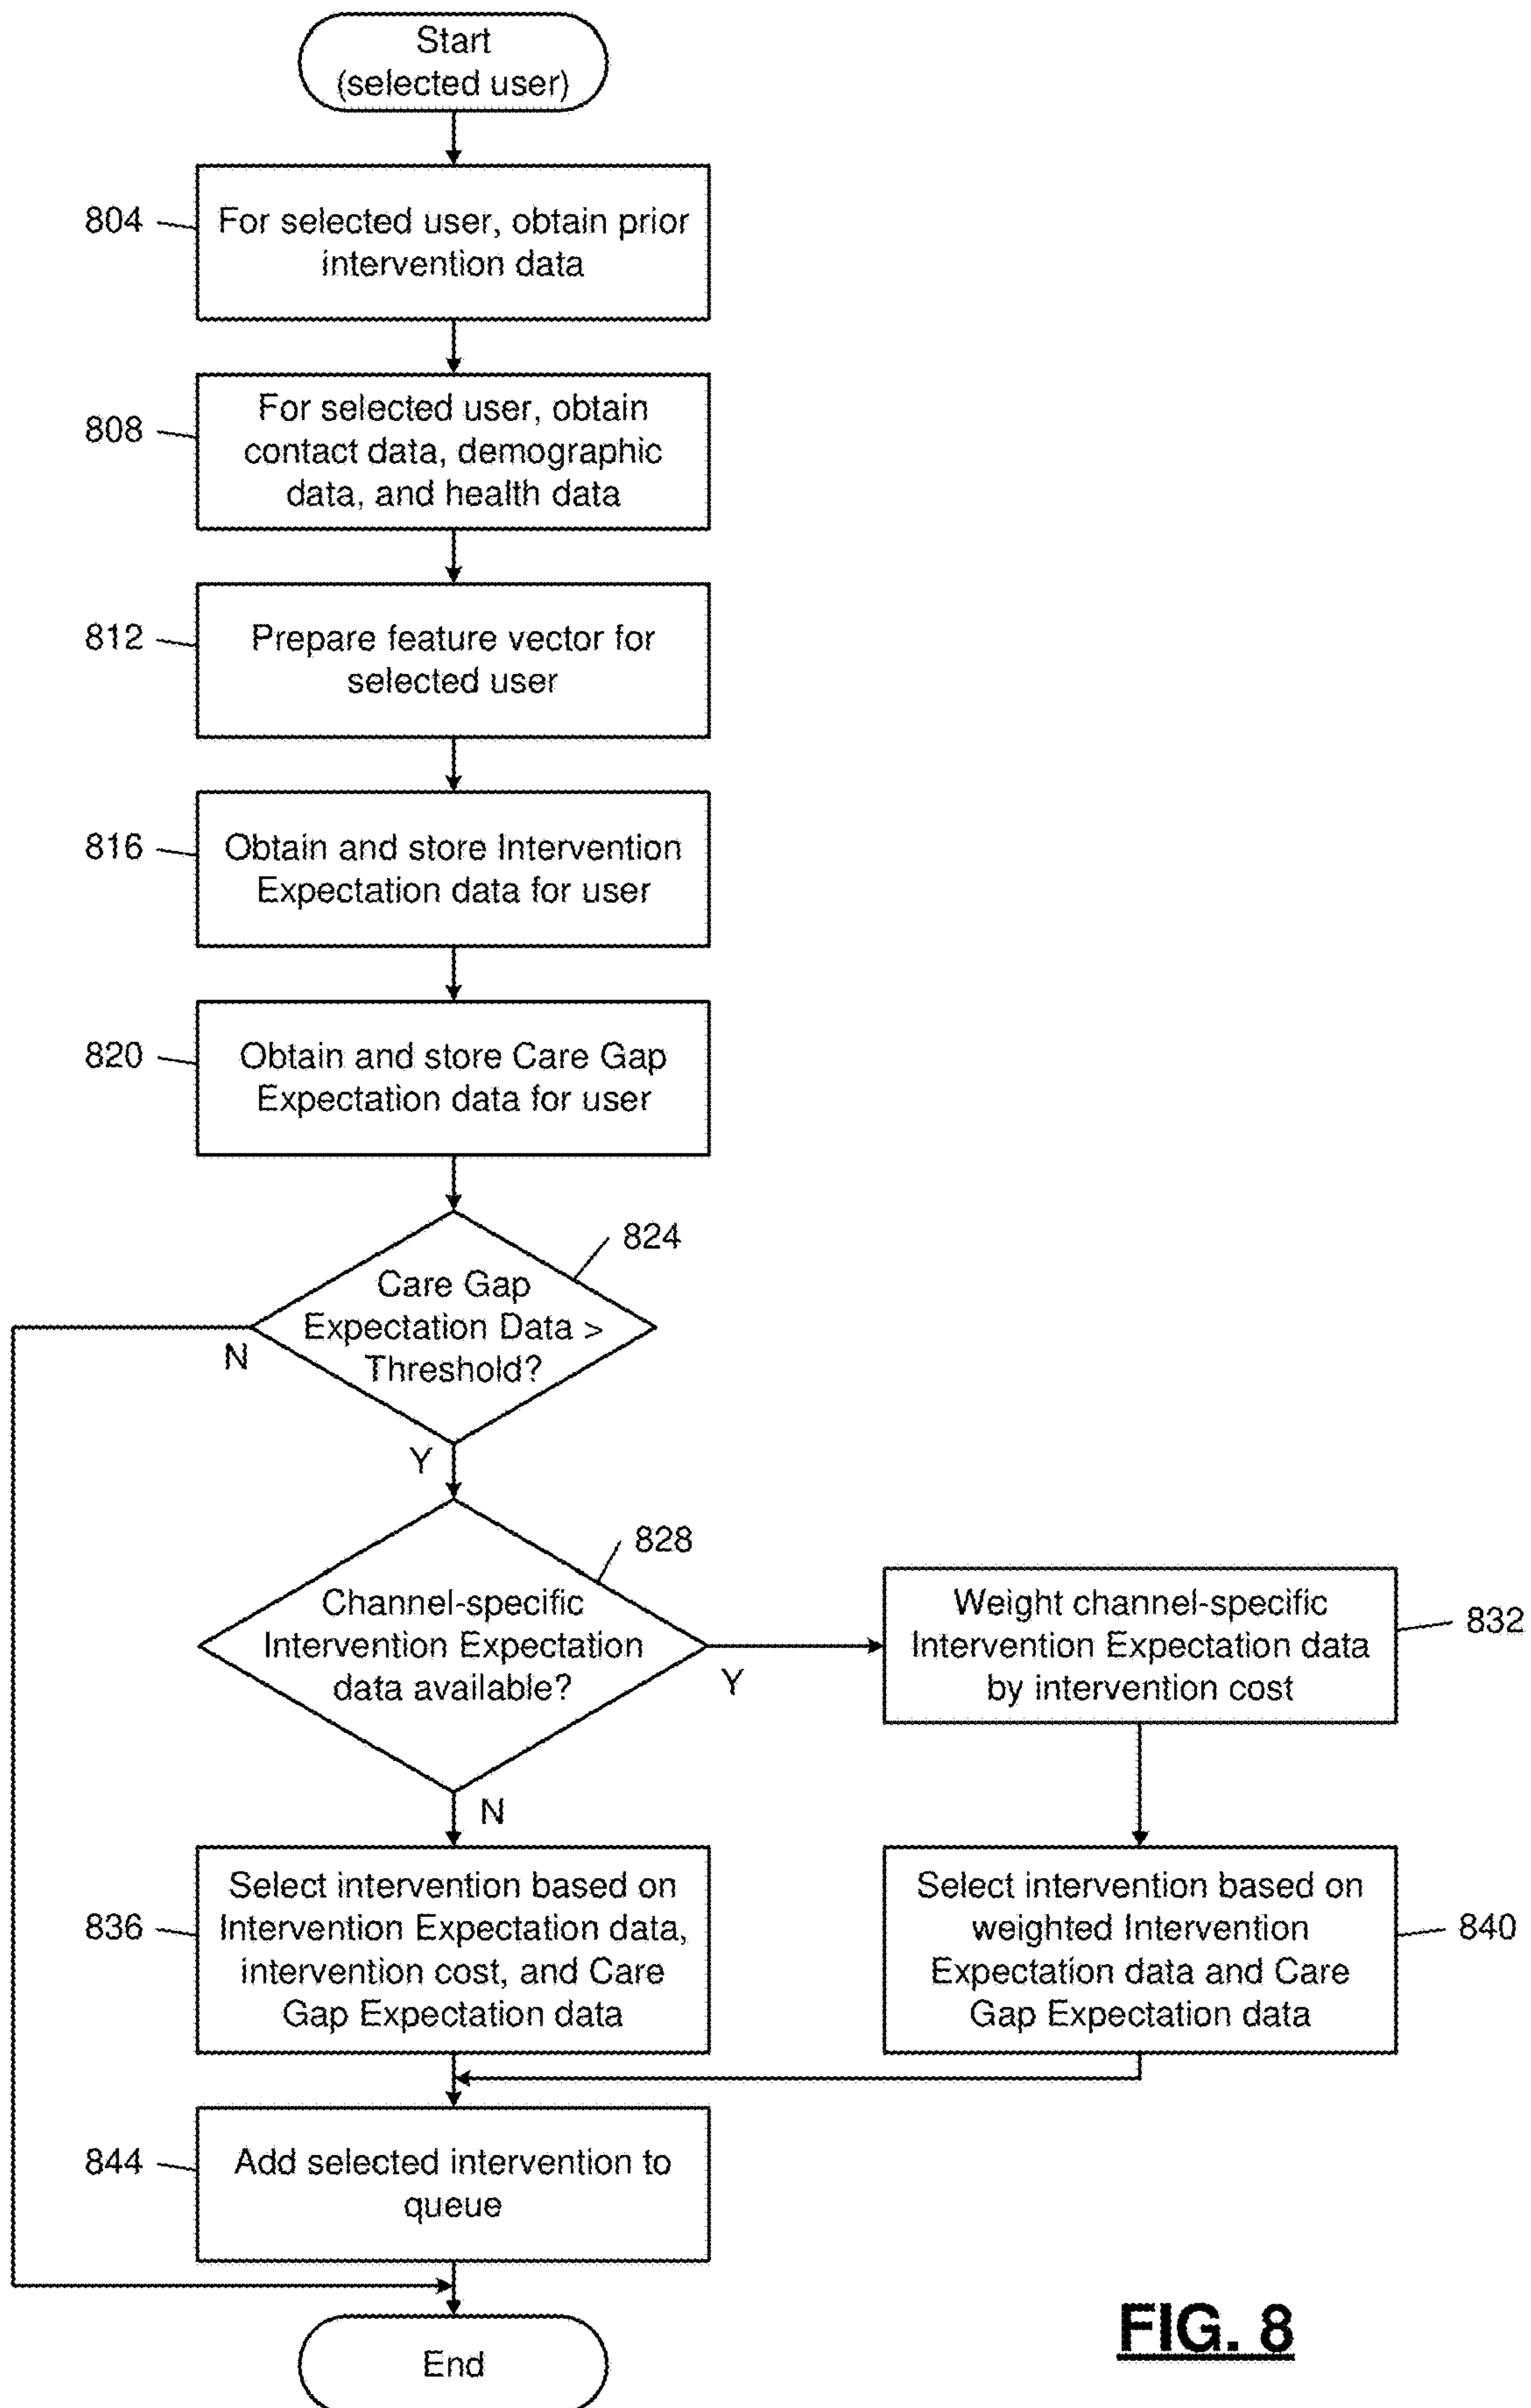 Start
(selected user)
804
For selected user, obtain prior
intervention data
808
For selected user, obtain
contact data, demographic
data, and health data
812
Prepare feature vector for
selected user
816
Obtain and store Intervention
Expectation data for user
820
Obtain and store Care Gap
Expectation data for user
824
Care Gap
Expectation Data >
Threshold?
N
Y
828
Channel-specific
Intervention Expectation
data available?
Y
N
Weight channel-specific
Intervention Expectation data
by intervention cost
832
836
Select intervention based on
Intervention Expectation data,
intervention cost, and Care
Gap Expectation data
Select intervention based on
weighted Intervention
Expectation data and Care
Gap Expectation data
840
844
Add selected intervention to
queue
End
FIG. 8